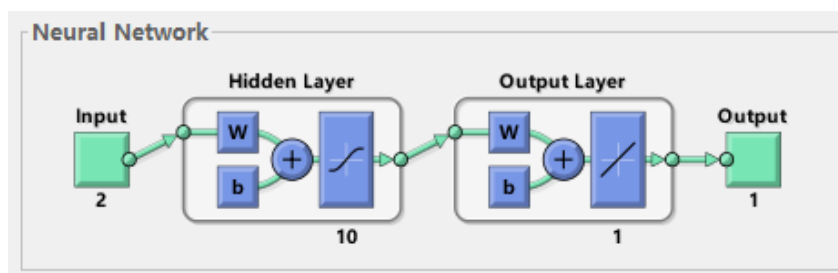 Neural Network
Hidden Layer
Output Layer
Input
Output
W
b
+
W
b
+
2
10
1
1